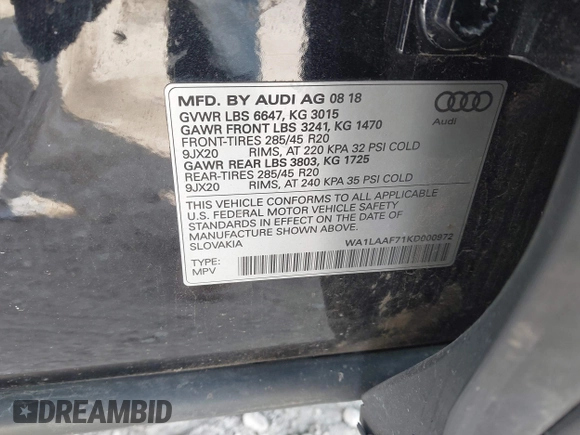 MFD. BY AUDI AG 08 18
GVWR LBS 6647, KG 3015
GAWR FRONT LBS 3241, KG 1470
FRONT-TIRES 285/45 R20
9JX20 RIMS, AT 220 KPA 32 PSI COLD
GAWR REAR LBS 3803, KG 1725
REAR-TIRES 285/45 R20
9JX20 RIMS, AT 240 KPA 35 PSI COLD
Audi
THIS VEHICLE CONFORMS TO ALL APPLICABLE
U.S. FEDERAL MOTOR VEHICLE SAFETY
STANDARDS IN EFFECT ON THE DATE OF
MANUFACTURE SHOWN ABOVE.
SLOVAKIA
WA1LAAF71KD000972
TYPE:
MPV
DREAMBID